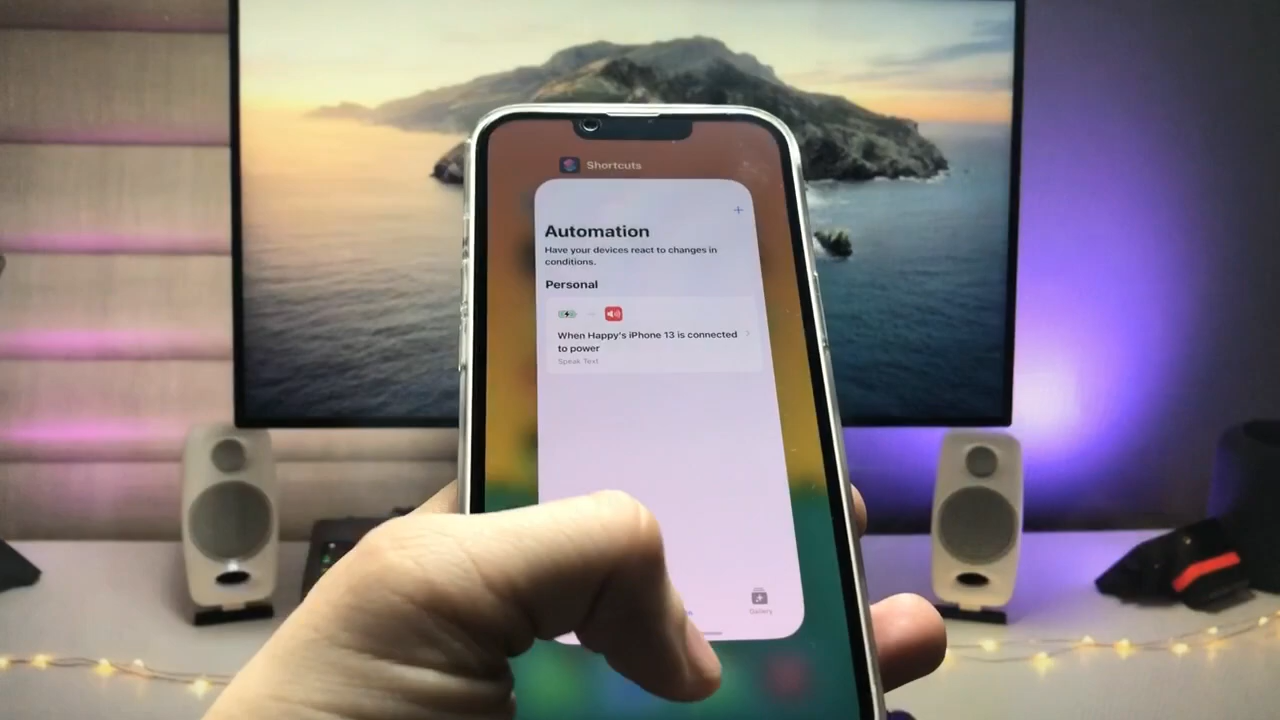 Shortcuts
Automation
Have your devices react to changes in
conditions.
Personal
When Happy's iPhone 13 is connected
to power
Speak Text
Gallery